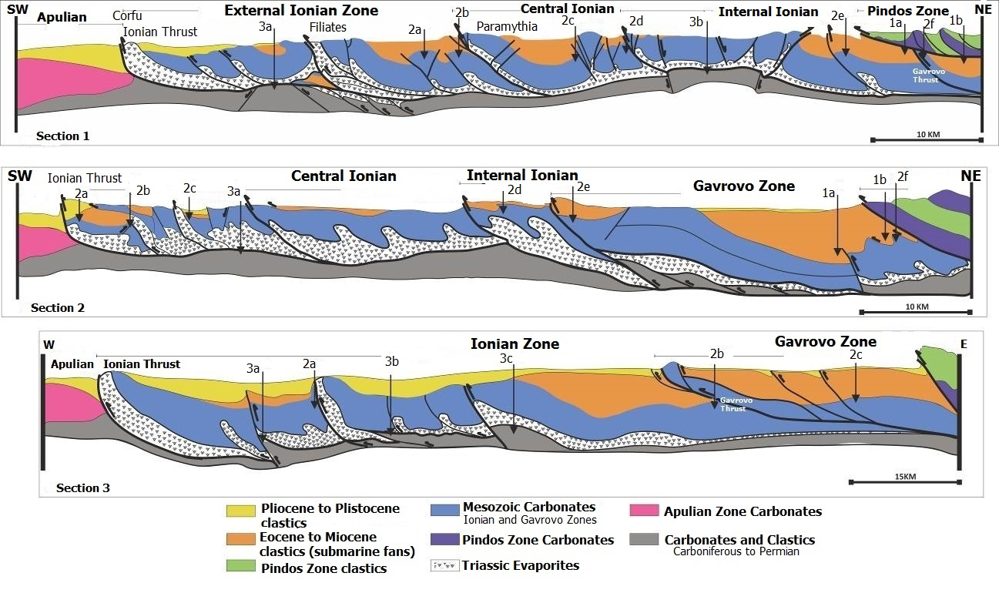 SW
Apulian
Corfu
Ionian Thrust
External Ionian Zone
3a
Filiates
2a
2b
Paramythia
Central Ionian
2c
2d
3b
Internal Ionian
2e
Pindos Zone
1a
2f
1b
NE
Gavrovo
Thrust
Section 1
10 KM
SW
Ionian Thrust
2a
2b
2c
3a
Central Ionian
Internal Ionian
2d
2e
Gavrovo Zone
1a
1b
2f
NE
Section 2
10 KM
W
Apulian
Ionian Thrust
3a
2a
3b
Ionian Zone
3c
Gavrovo Zone
2b
2c
E
Gavrovo
Thrust
Section 3
15KM
Pliocene to Plistocene
clastics
Eocene to Miocene
clastics (submarine fans)
Pindos Zone clastics
Mesozoic Carbonates
Ionian and Gavrovo Zones
Pindos Zone Carbonates
Triassic Evaporites
Apulian Zone Carbonates
Carbonates and Clastics
Carboniferous to Permian